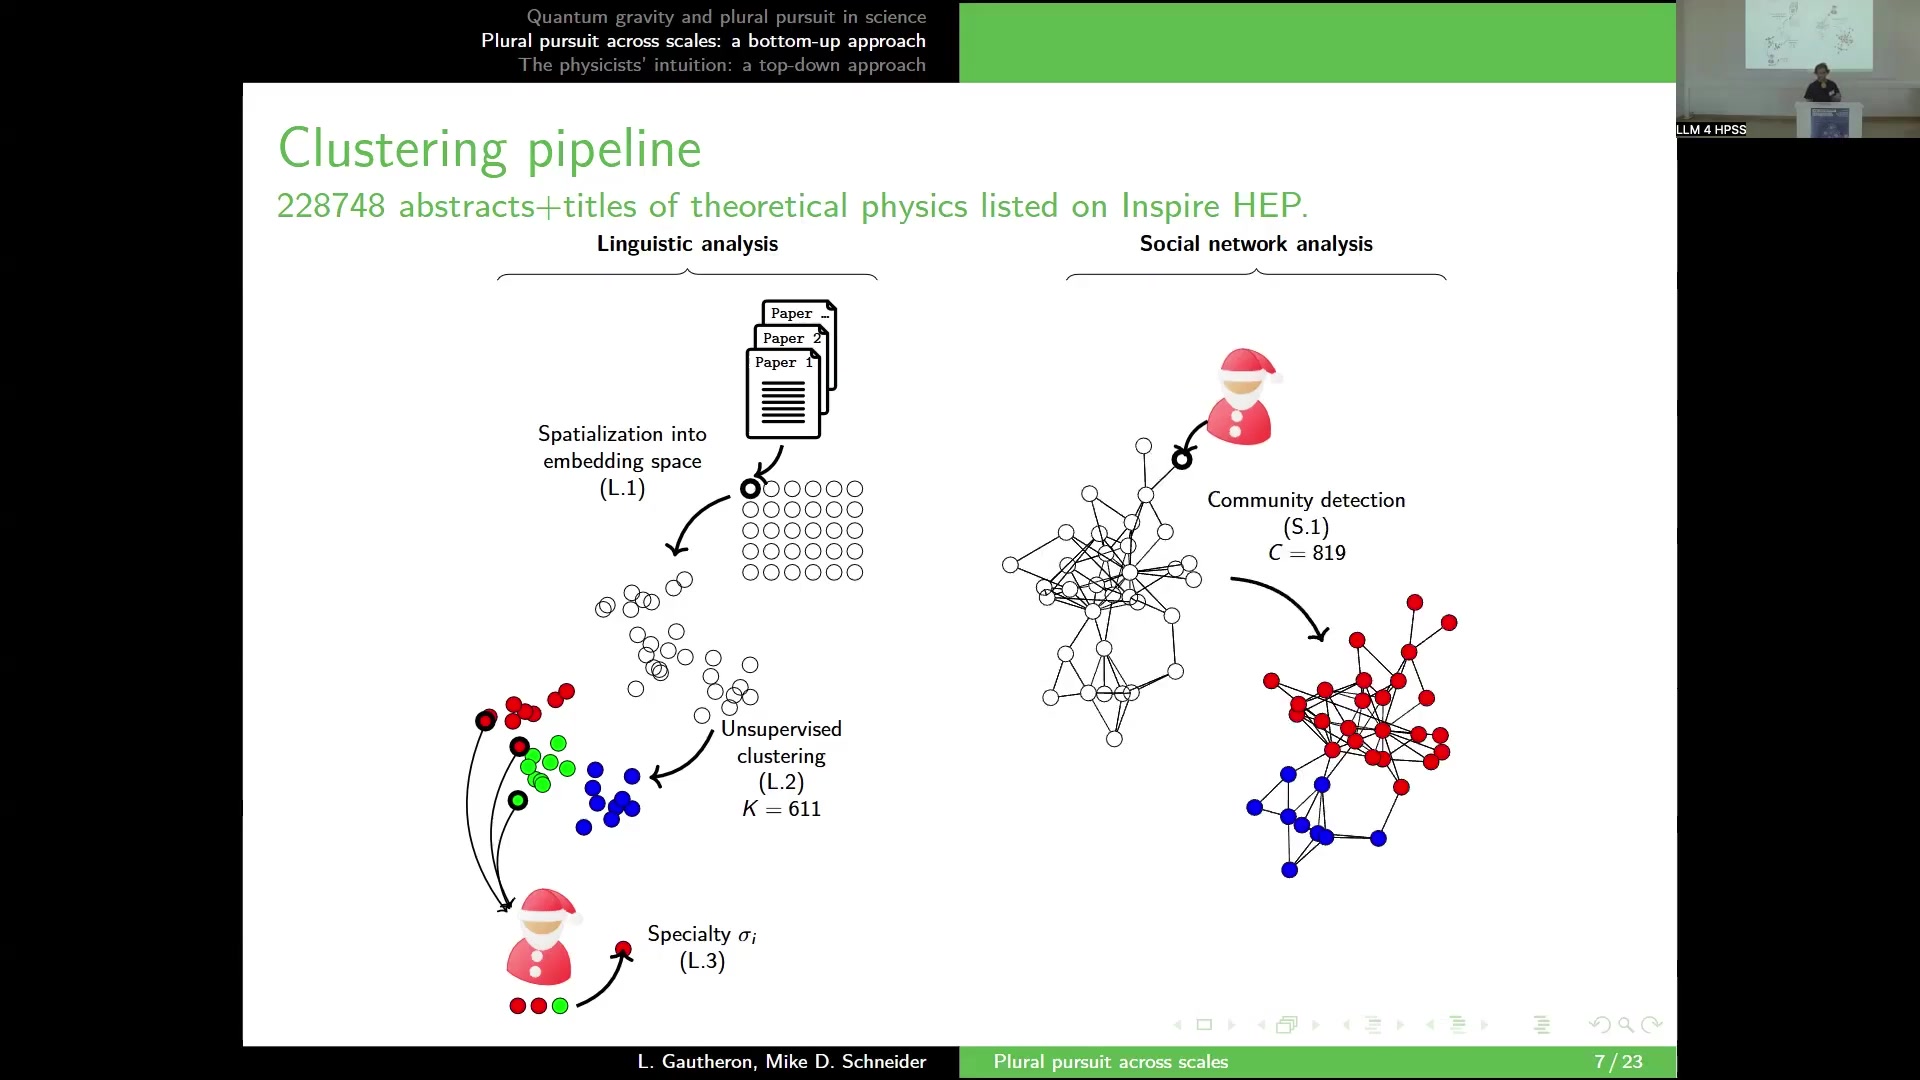 Quantum gravity and plural pursuit in science
Plural pursuit across scales: a bottom-up approach
The physicists' intuition: a top-down approach
LLM 4 HPSS
Clustering pipeline
228748 abstracts+titles of theoretical physics listed on Inspire HEP.
Linguistic analysis
Paper ...
Paper 2
Paper 1
Spatialization into
embedding space
(L.1)
Unsupervised
clustering
(L.2)
K = 611
Specialty σᵢ
(L.3)
Social network analysis
Community detection
(S.1)
C = 819
L. Gautheron, Mike D. Schneider
Plural pursuit across scales
7 / 23